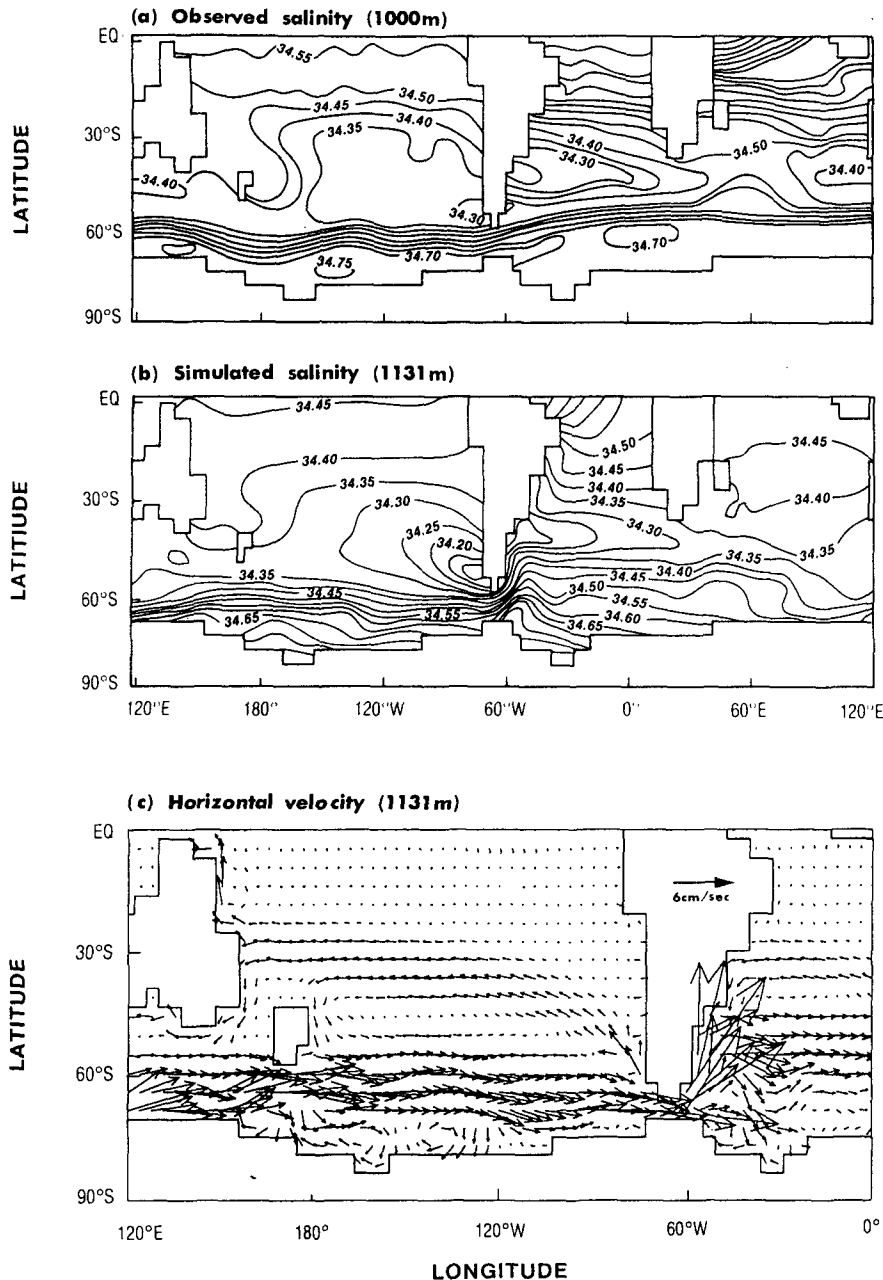 (a) Observed salinity (1000m)
EQ
34.55
34.50
34.45
34.40
34.35
30°S
34.40
34.30
34.50
34.40
34.40
34.30
60°S
34.70
34.70
34.75
90°S
LATITUDE
(b) Simulated salinity (1131m)
EQ
34.45
34.50
34.45
34.45
34.40
34.40
34.35
34.35
34.40
30°S
34.30
34.30
34.25
34.20
34.35
34.35
34.35
34.40
34.45
34.45
34.50
60°S
34.55
34.55
34.65
34.60
34.65
90°S
LATITIUDE
120"E
180"
120"W
60"W
0"
60"E
120"E
(c) Horizontal velocity (1131m)
EQ
6cm/sec
30°S
60°S
90°S
LATITUDE
120°E
180°
120°W
60°W
0°
LONGITUDE